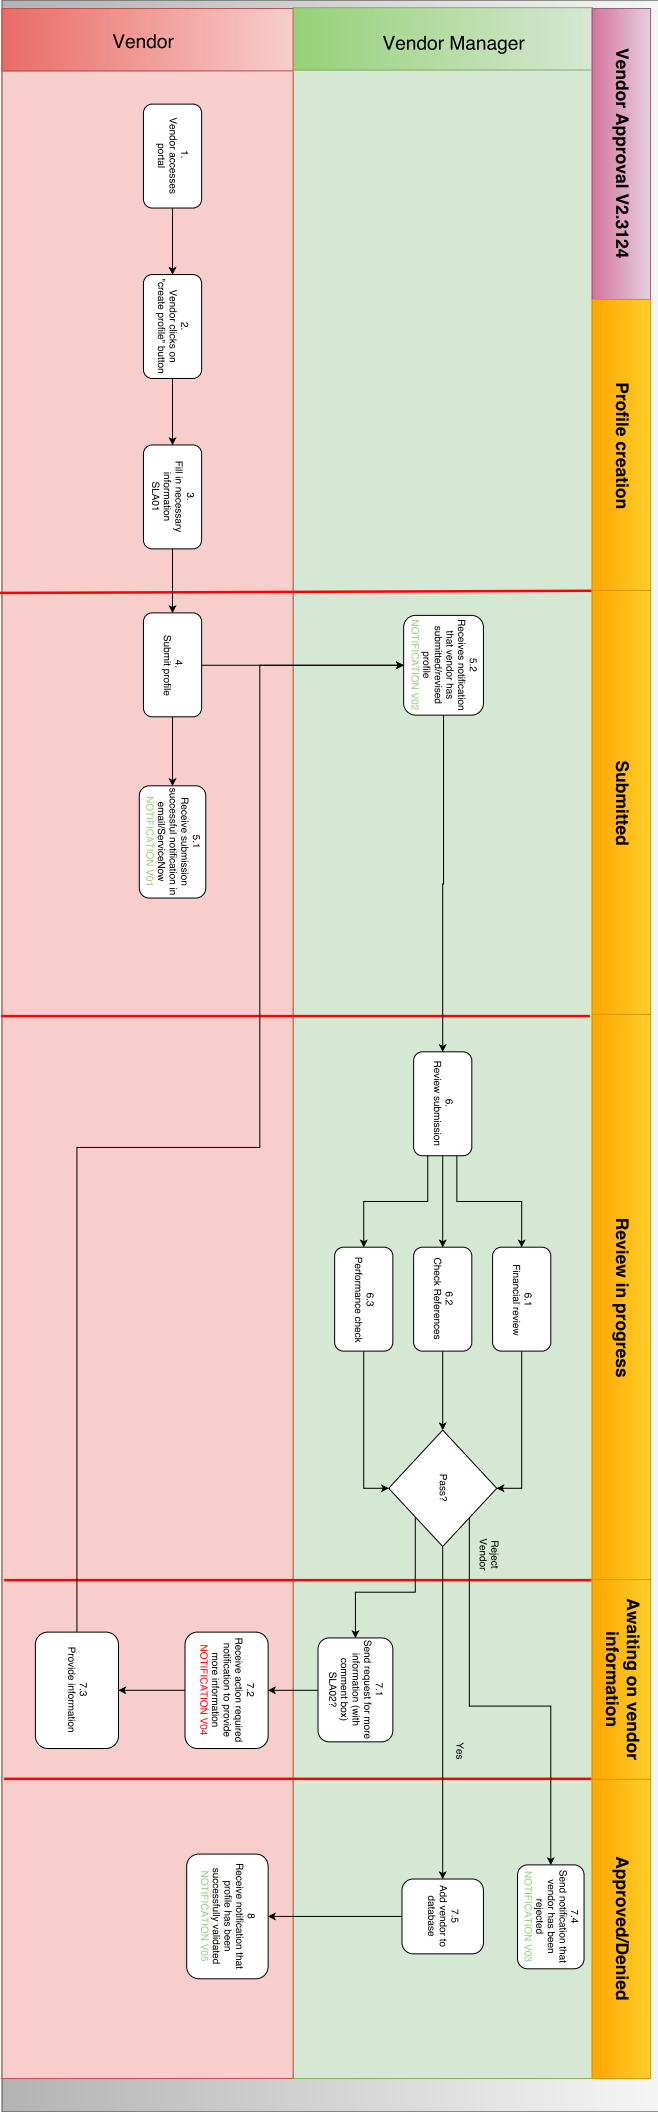 Vendor Approval V2.3124
Profile creation
Submitted
Review in progress
Awaiting on vendor
information
Approved/Denied
Vendor Manager
5.2
Receives notification
that vendor has
submitted/revised
profile
NOTIFICATION V02
6.
Review submission
6.1
Financial review
6.2
Check References
6.3
Performance check
Pass?
Reject
Vendor
Yes
7.1
Send request for more
information (with
comment box)
SLA02?
7.4
Send notification that
vendor has been
rejected
NOTIFICATION V03
7.5
Add vendor to
database
Vendor
1.
Vendor accesses
portal
2.
Vendor clicks on
"create profile" button
3.
Fill in necessary
information
SLA01
4.
Submit profile
5.1
Receive submission
successful notification in
email/ServiceNow
NOTIFICATION V01
7.2
Receive action required
notification to provide
more information
NOTIFICATION V04
7.3
Provide information
8
Receive notification that
profile has been
successfully validated
NOTIFICATION V05